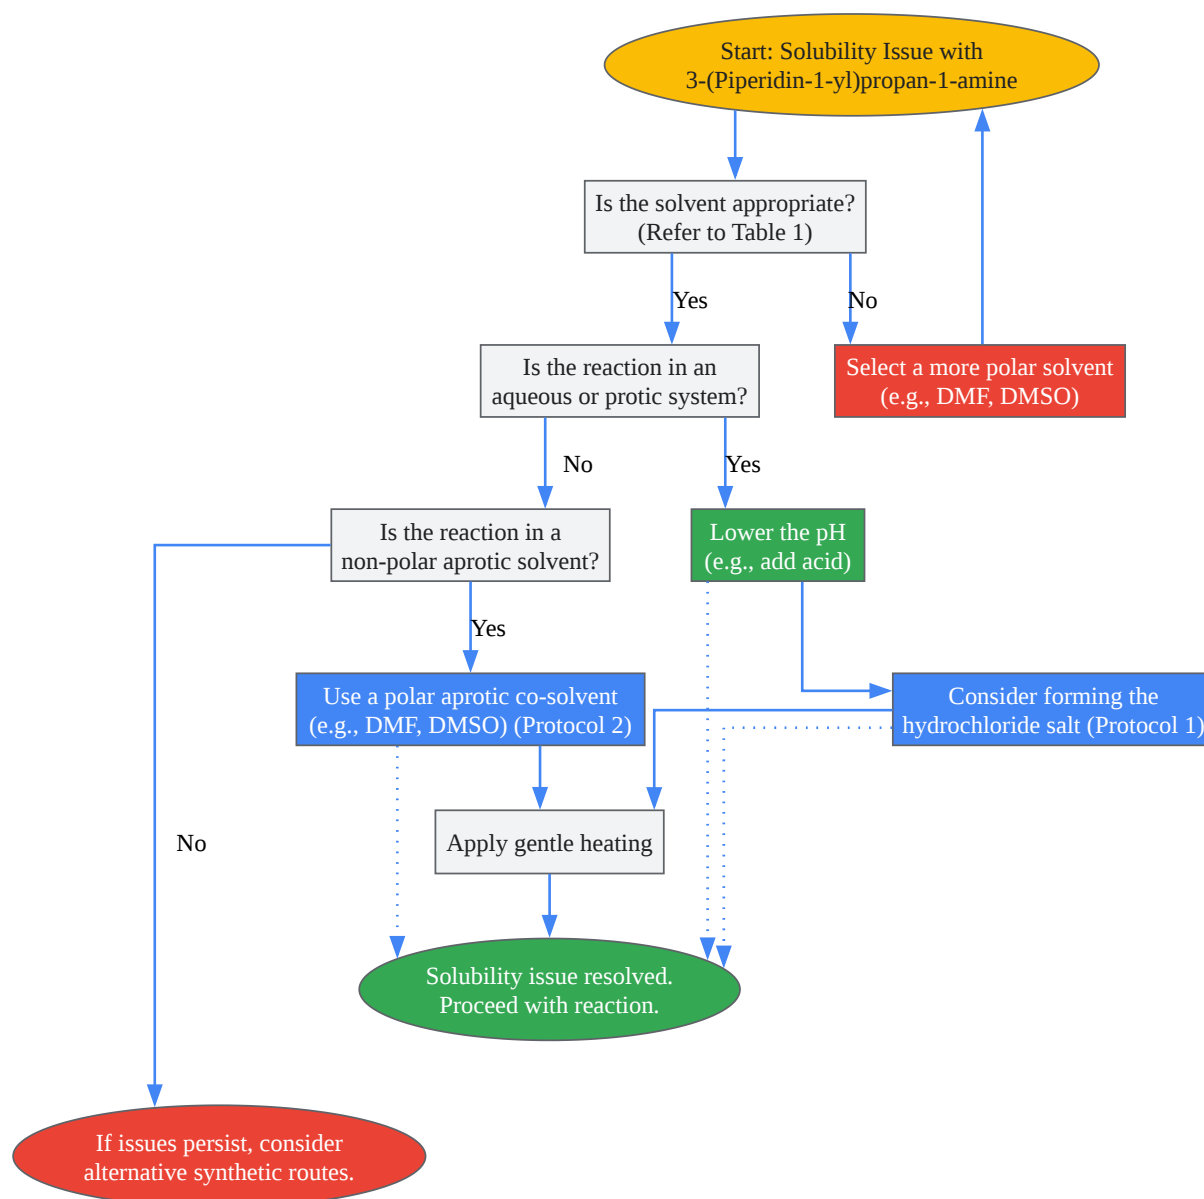 Start: Solubility Issue with
3-(Piperidin-1-yl)propan-1-amine
Is the solvent appropriate?
(Refer to Table 1)
Yes
No
Is the reaction in an
aqueous or protic system?
Select a more polar solvent
(e.g., DMF, DMSO)
No
Yes
Is the reaction in a
non-polar aprotic solvent?
Lower the pH
(e.g., add acid)
Yes
Use a polar aprotic co-solvent
(e.g., DMF, DMSO) (Protocol 2)
Consider forming the
hydrochloride salt (Protocol 1)
No
Apply gentle heating
Solubility issue resolved.
Proceed with reaction.
If issues persist, consider
alternative synthetic routes.